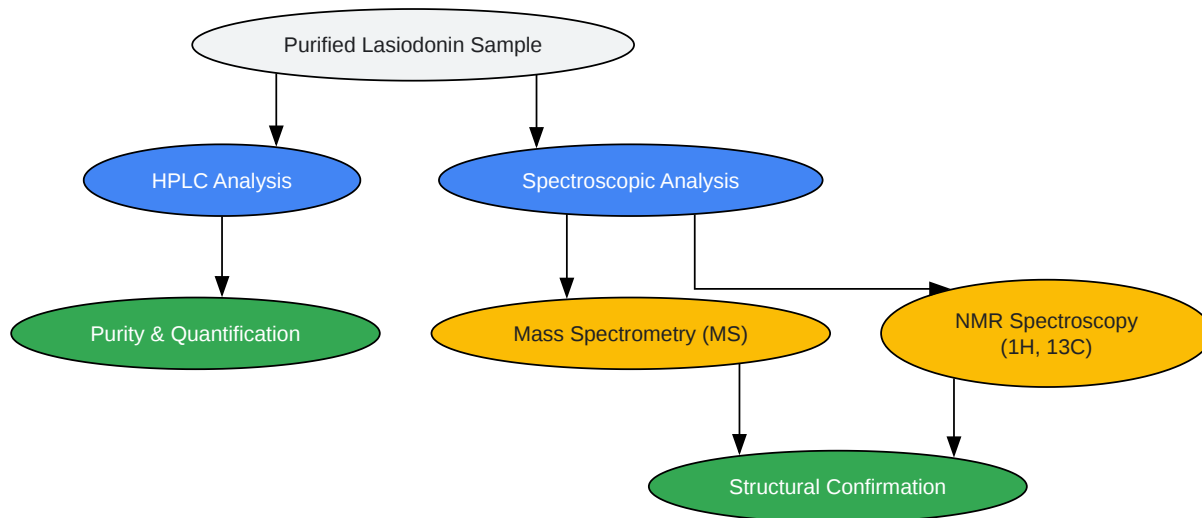 Purified Lasiodonin Sample
HPLC Analysis
Spectroscopic Analysis
Purity & Quantification
Mass Spectrometry (MS)
NMR Spectroscopy
(1H, 13C)
Structural Confirmation